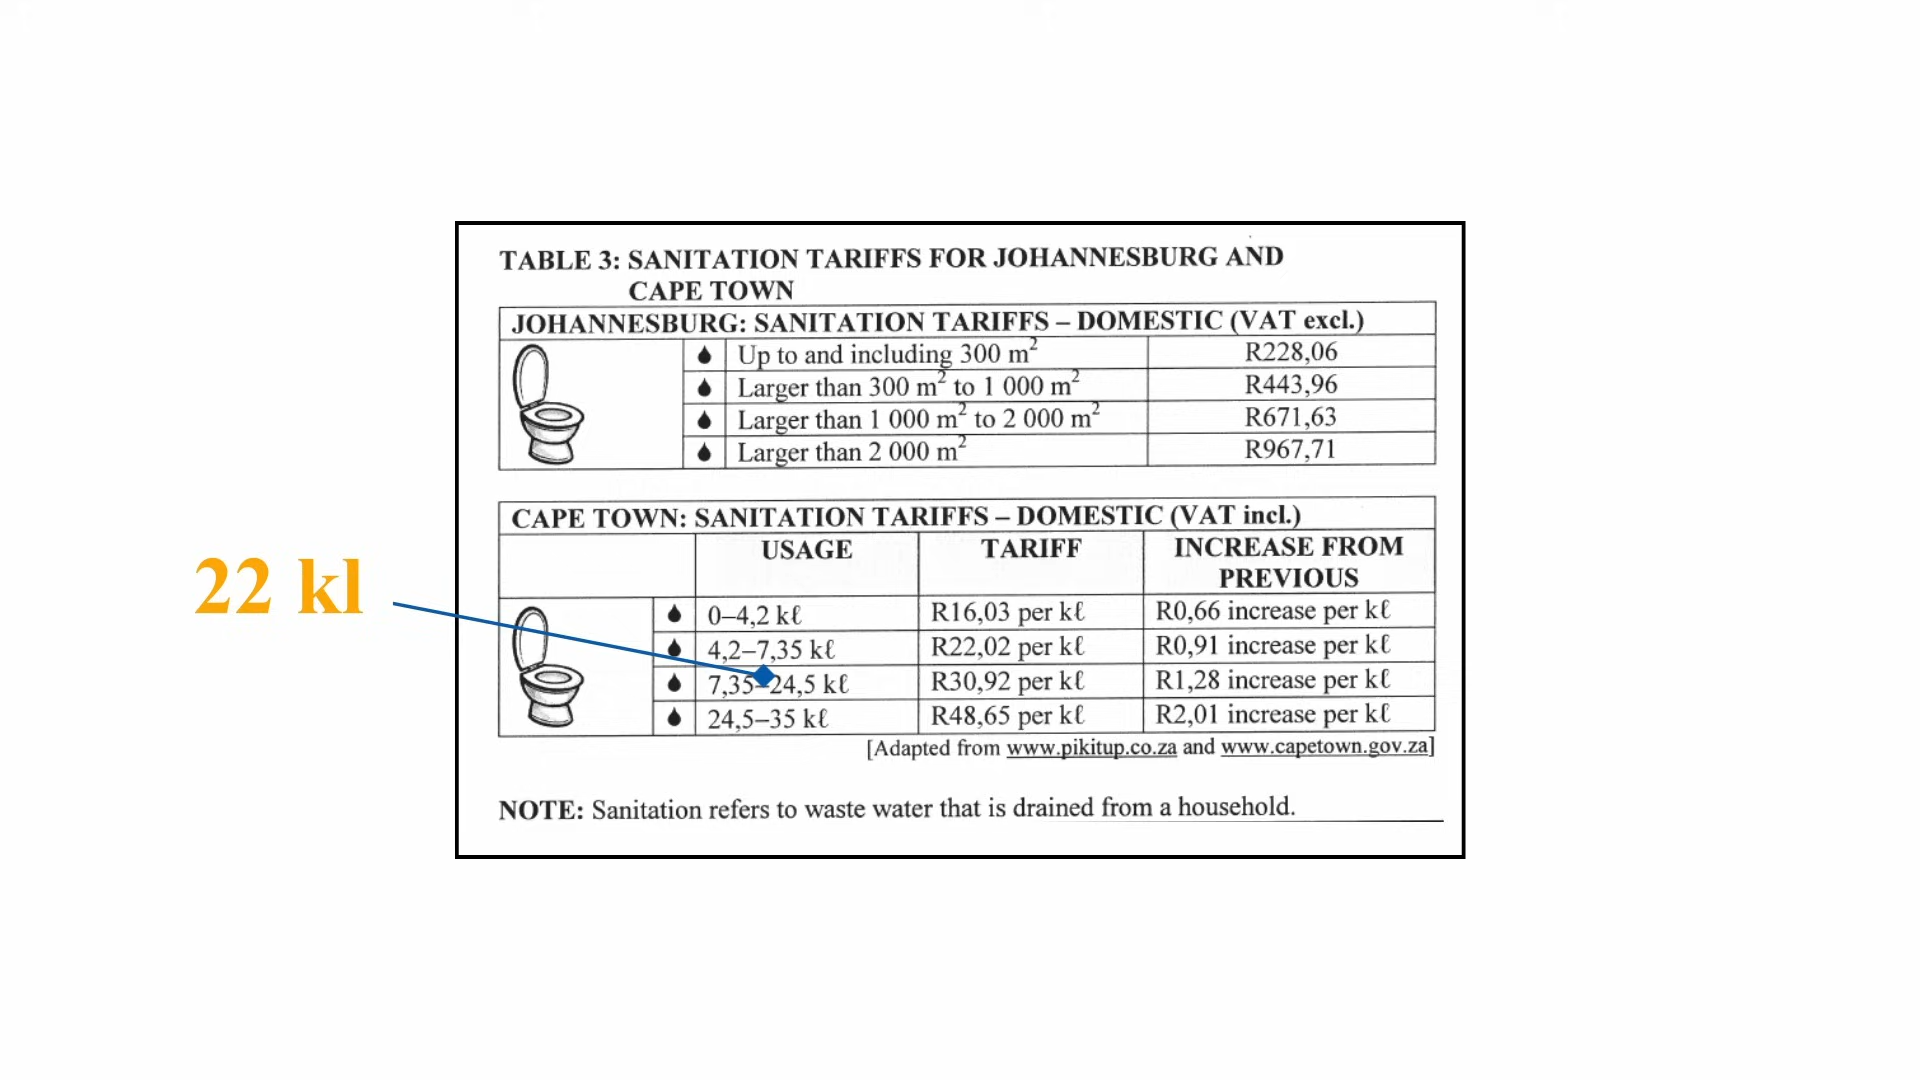 TABLE 3: SANITATION TARIFFS FOR JOHANNESBURG AND
CAPE TOWN
JOHANNESBURG: SANITATION TARIFFS – DOMESTIC (VAT excl.)
Up to and including 300 m² R228,06
Larger than 300 m² to 1 000 m² R443,96
Larger than 1 000 m² to 2 000 m² R671,63
Larger than 2 000 m² R967,71
CAPE TOWN: SANITATION TARIFFS – DOMESTIC (VAT incl.)
USAGE TARIFF INCREASE FROM
PREVIOUS
22 kl
0–4,2 kℓ R16,03 per kℓ R0,66 increase per kℓ
4,2–7,35 kℓ R22,02 per kℓ R0,91 increase per kℓ
7,35–24,5 kℓ R30,92 per kℓ R1,28 increase per kℓ
24,5–35 kℓ R48,65 per kℓ R2,01 increase per kℓ
[Adapted from www.pikitup.co.za and www.capetown.gov.za]
NOTE: Sanitation refers to waste water that is drained from a household.